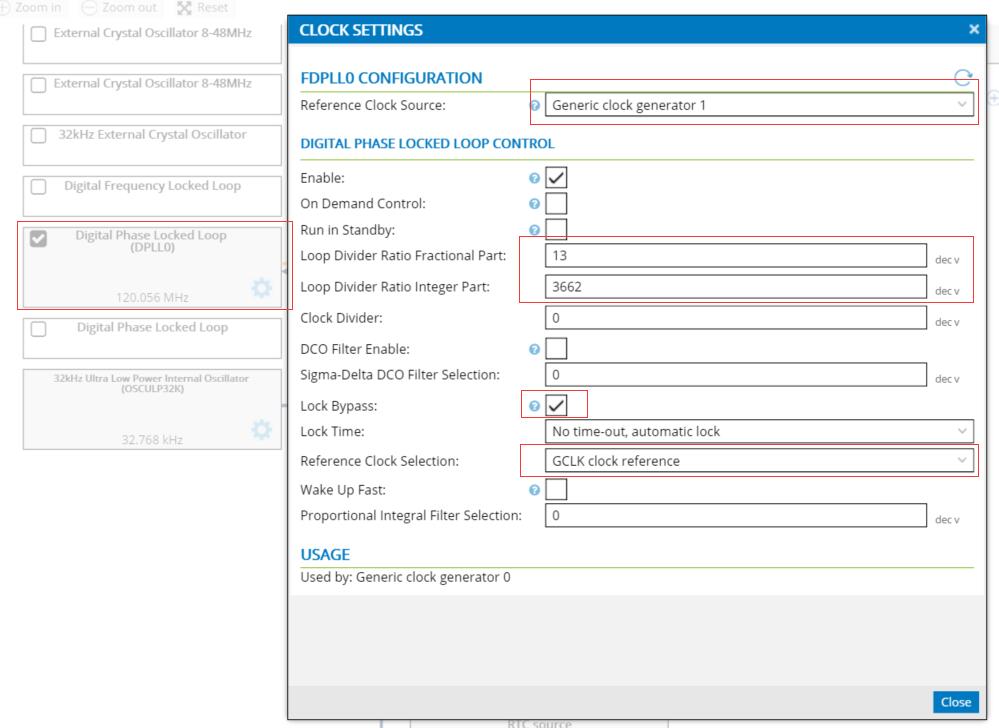 Zoom in Zoom out Reset
External Crystal Oscillator 8-48MHz
External Crystal Oscillator 8-48MHz
32kHz External Crystal Oscillator
Digital Frequency Locked Loop
Digital Phase Locked Loop
(DPLL0)
120.056 MHz
Digital Phase Locked Loop
32kHz Ultra Low Power Internal Oscillator
(OSCULP32K)
32.768 kHz
CLOCK SETTINGS
FDPLL0 CONFIGURATION
Reference Clock Source: ? Generic clock generator 1
DIGITAL PHASE LOCKED LOOP CONTROL
Enable: ?
On Demand Control: ?
Run in Standby: ?
Loop Divider Ratio Fractional Part: 13 dec v
Loop Divider Ratio Integer Part: 3662 dec v
Clock Divider: 0 dec v
DCO Filter Enable: ?
Sigma-Delta DCO Filter Selection: 0 dec v
Lock Bypass: ?
Lock Time: No time-out, automatic lock
Reference Clock Selection: GCLK clock reference
Wake Up Fast: ?
Proportional Integral Filter Selection: 0 dec v
USAGE
Used by: Generic clock generator 0
Close
RTC source